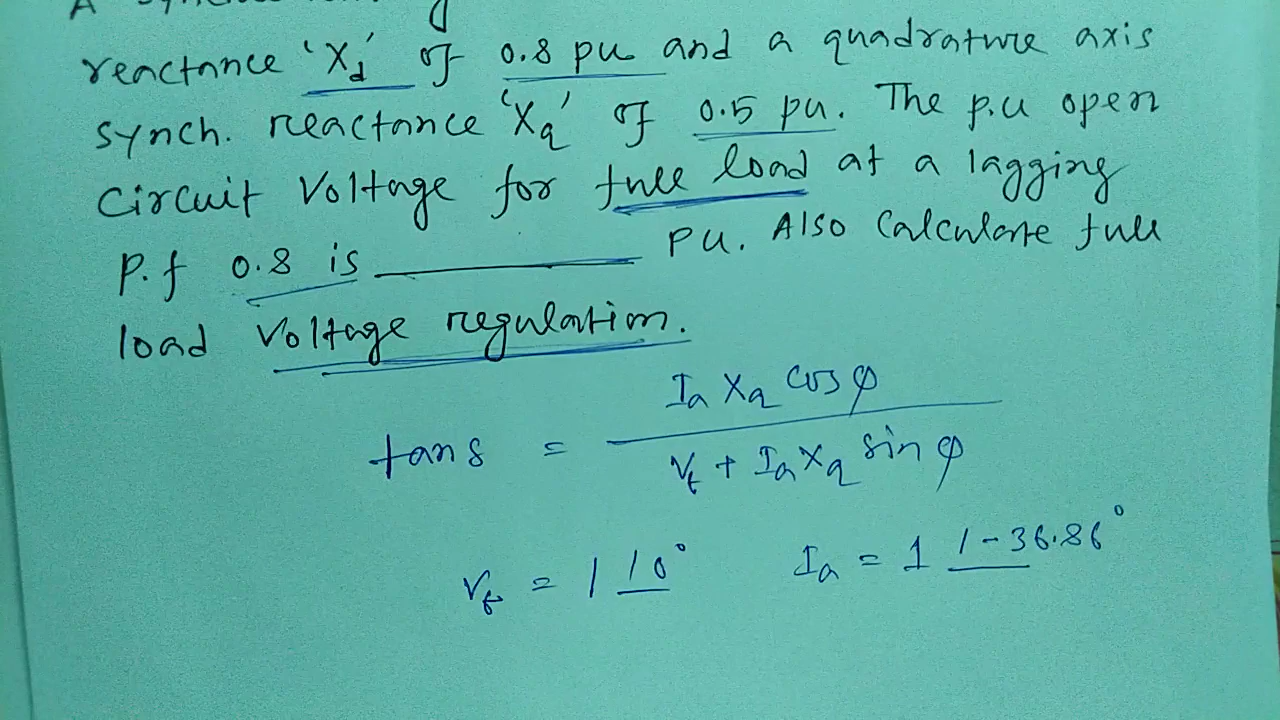 reactance 'Xd' of 0.8 pu and a quadrature axis
synch. reactance 'Xq' of 0.5 pu. The p.u open
circuit voltage for full load at a lagging
P.f 0.8 is ________ pu. Also Calculate full
load voltage regulation.
tan δ = Ia Xq cos φ / Vt + Ia Xq sin φ
Vt = 1 ∠0° Ia = 1 ∠-36.86°